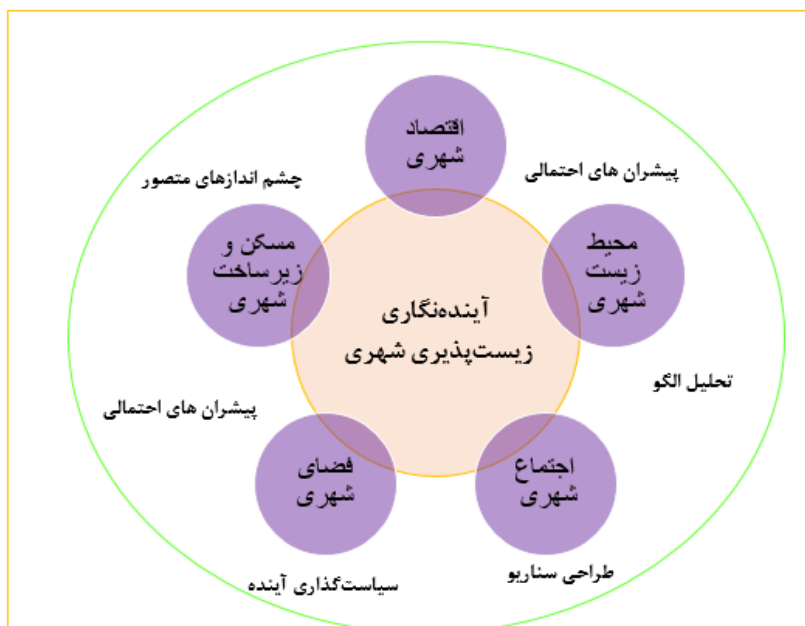 اقتصاد
شهری
پیشران های احتمالی
چشم اندازهای متصور
محیط
زیست
شهری
مسکن و
زیرساخت
شهری
آینده‌نگاری
زیست‌پذیری شهری
تحلیل الگو
پیشران های احتمالی
اجتماع
شهری
فضای
شهری
طراحی سناریو
سیاست‌گذاری آینده